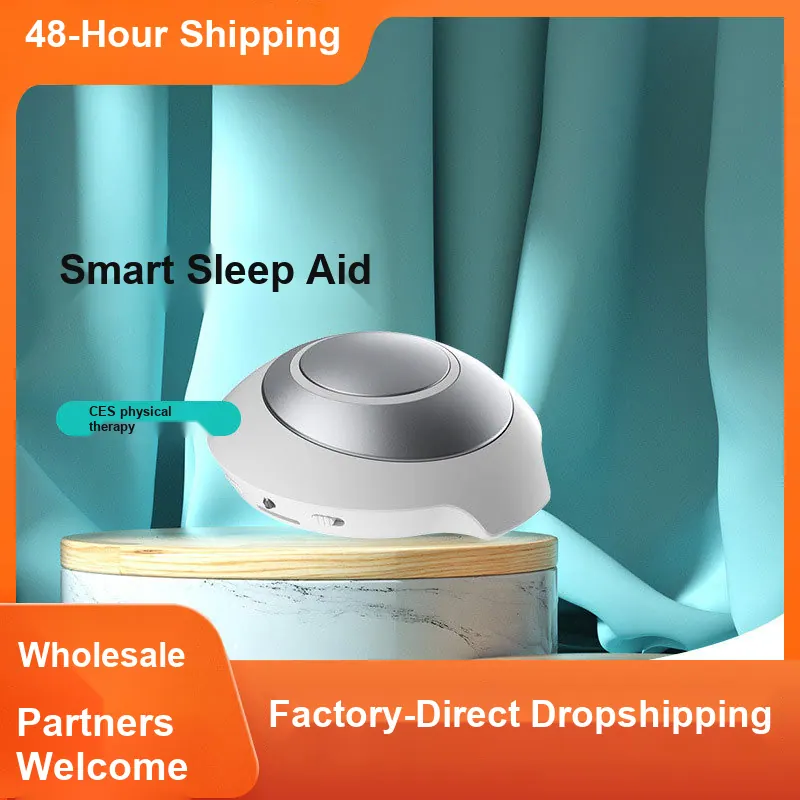 48-Hour Shipping
Smart Sleep Aid
CES physical
therapy
Wholesale
Partners
Welcome
Factory-Direct Dropshipping